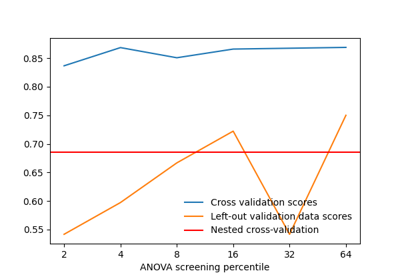 0.85
0.80
0.75
0.70
0.65
0.60
0.55
Cross validation scores
Left-out validation data scores
Nested cross-validation
2 4 8 16 32 64
ANOVA screening percentile